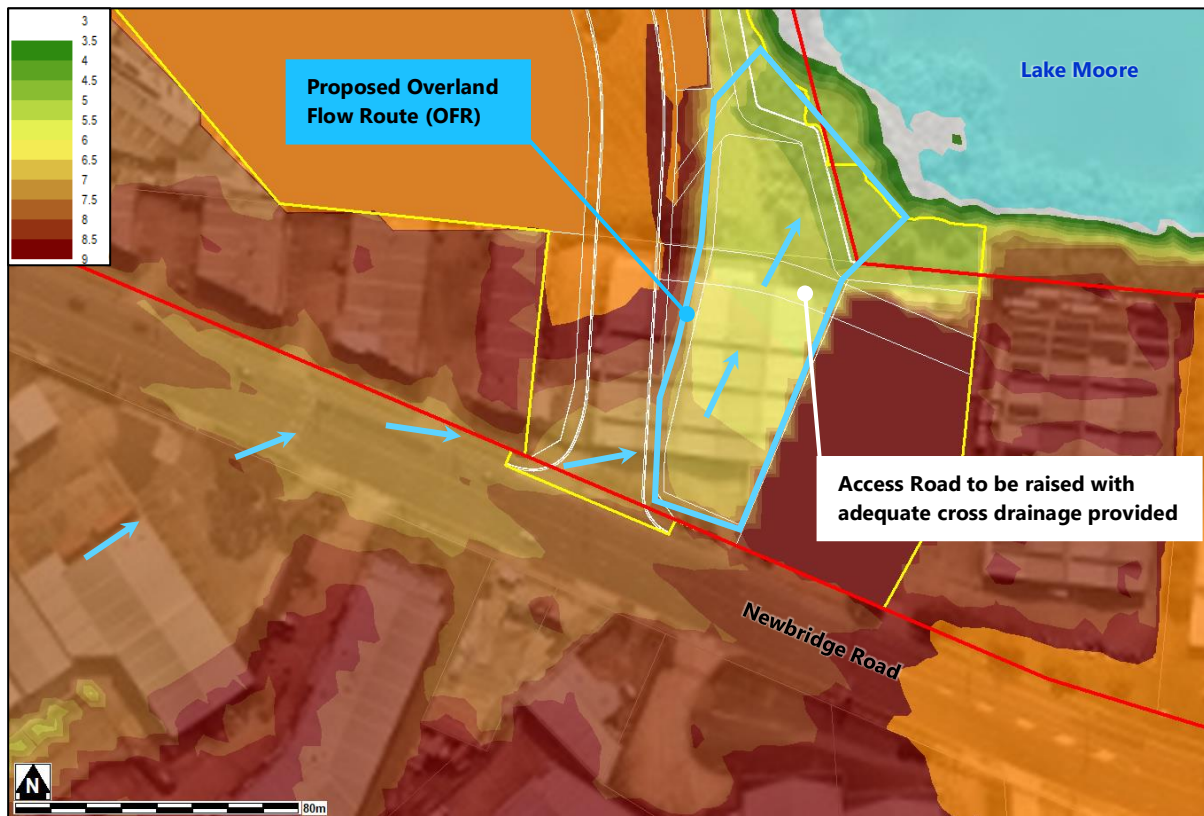 3
3.5
4
4.5
5
5.5
6
6.5
7
7.5
8
8.5
9
Proposed Overland
Flow Route (OFR)
Lake Moore
Access Road to be raised with
adequate cross drainage provided
Newbridge Road
N
80m